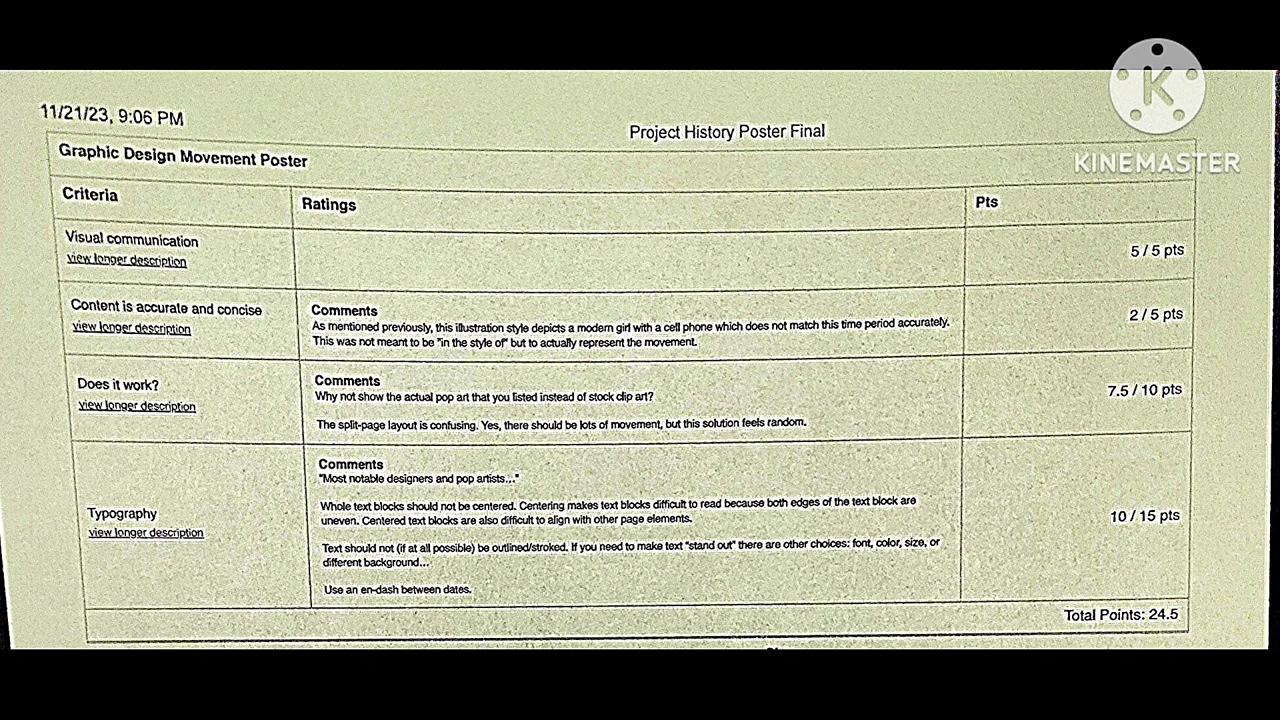 11/21/23, 9:06 PM
Project History Poster Final
KINEMASTER
Graphic Design Movement Poster
Criteria
Ratings
Pts
Visual communication
view longer description
5 / 5 pts
Content is accurate and concise
view longer description
Comments
As mentioned previously, this illustration style depicts a modern girl with a cell phone which does not match this time period accurately.
This was not meant to be "in the style of" but to actually represent the movement.
2 / 5 pts
Does it work?
view longer description
Comments
Why not show the actual pop art that you listed instead of stock clip art?
The split-page layout is confusing. Yes, there should be lots of movement, but this solution feels random.
7.5 / 10 pts
Typography
view longer description
Comments
"Most notable designers and pop artists..."
Whole text blocks should not be centered. Centering makes text blocks difficult to read because both edges of the text block are
uneven. Centered text blocks are also difficult to align with other page elements.
Text should not (if at all possible) be outlined/stroked. If you need to make text "stand out" there are other choices: font, color, size, or
different background...
Use an en-dash between dates.
10 / 15 pts
Total Points: 24.5